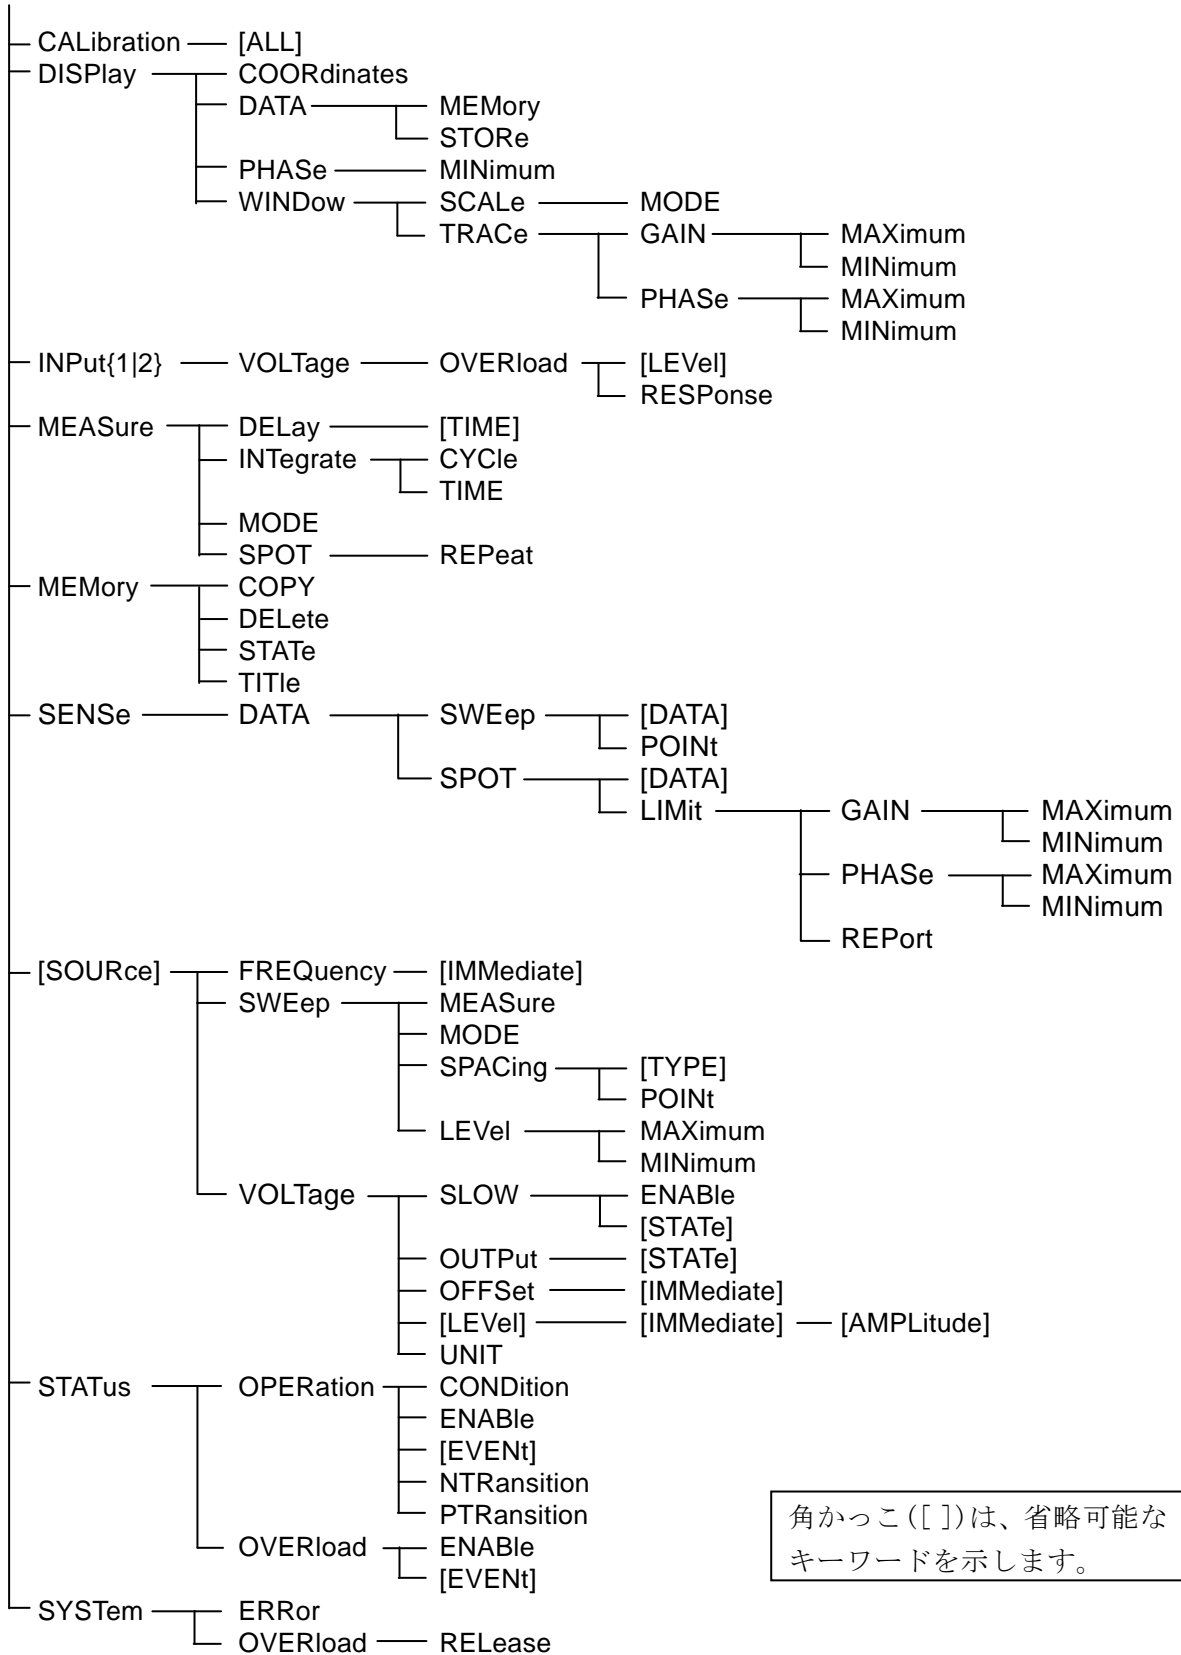 CALibration [ALL]
DISPlay COORdinates
DATA MEMory
STORe
PHASe MINimum
WINDow SCALe MODE
TRACe GAIN MAXimum
MINimum
PHASe MAXimum
MINimum
INPut{1|2} VOLTage OVERload [LEVel]
RESPonse
MEASure DELay [TIME]
INTegrate CYCle
TIME
MODE
SPOT REPeat
MEMory COPY
DELete
STATe
TITle
SENSe DATA SWEep [DATA]
POINt
SPOT [DATA]
LIMit GAIN MAXimum
MINimum
PHASe MAXimum
MINimum
REPort
[SOURce] FREQuency [IMMediate]
SWEep MEASure
MODE
SPACing [TYPE]
POINt
LEVel MAXimum
MINimum
VOLTage SLOW ENABle
[STATe]
OUTPut [STATe]
OFFSet [IMMediate]
[LEVel] [IMMediate] [AMPLitude]
UNIT
STATus OPERation CONDition
ENABle
[EVENt]
NTRansition
PTRansition
OVERload ENABle
[EVENt]
SYSTem ERRor
OVERload RELease
角かっこ([ ])は、省略可能な
キーワードを示します。